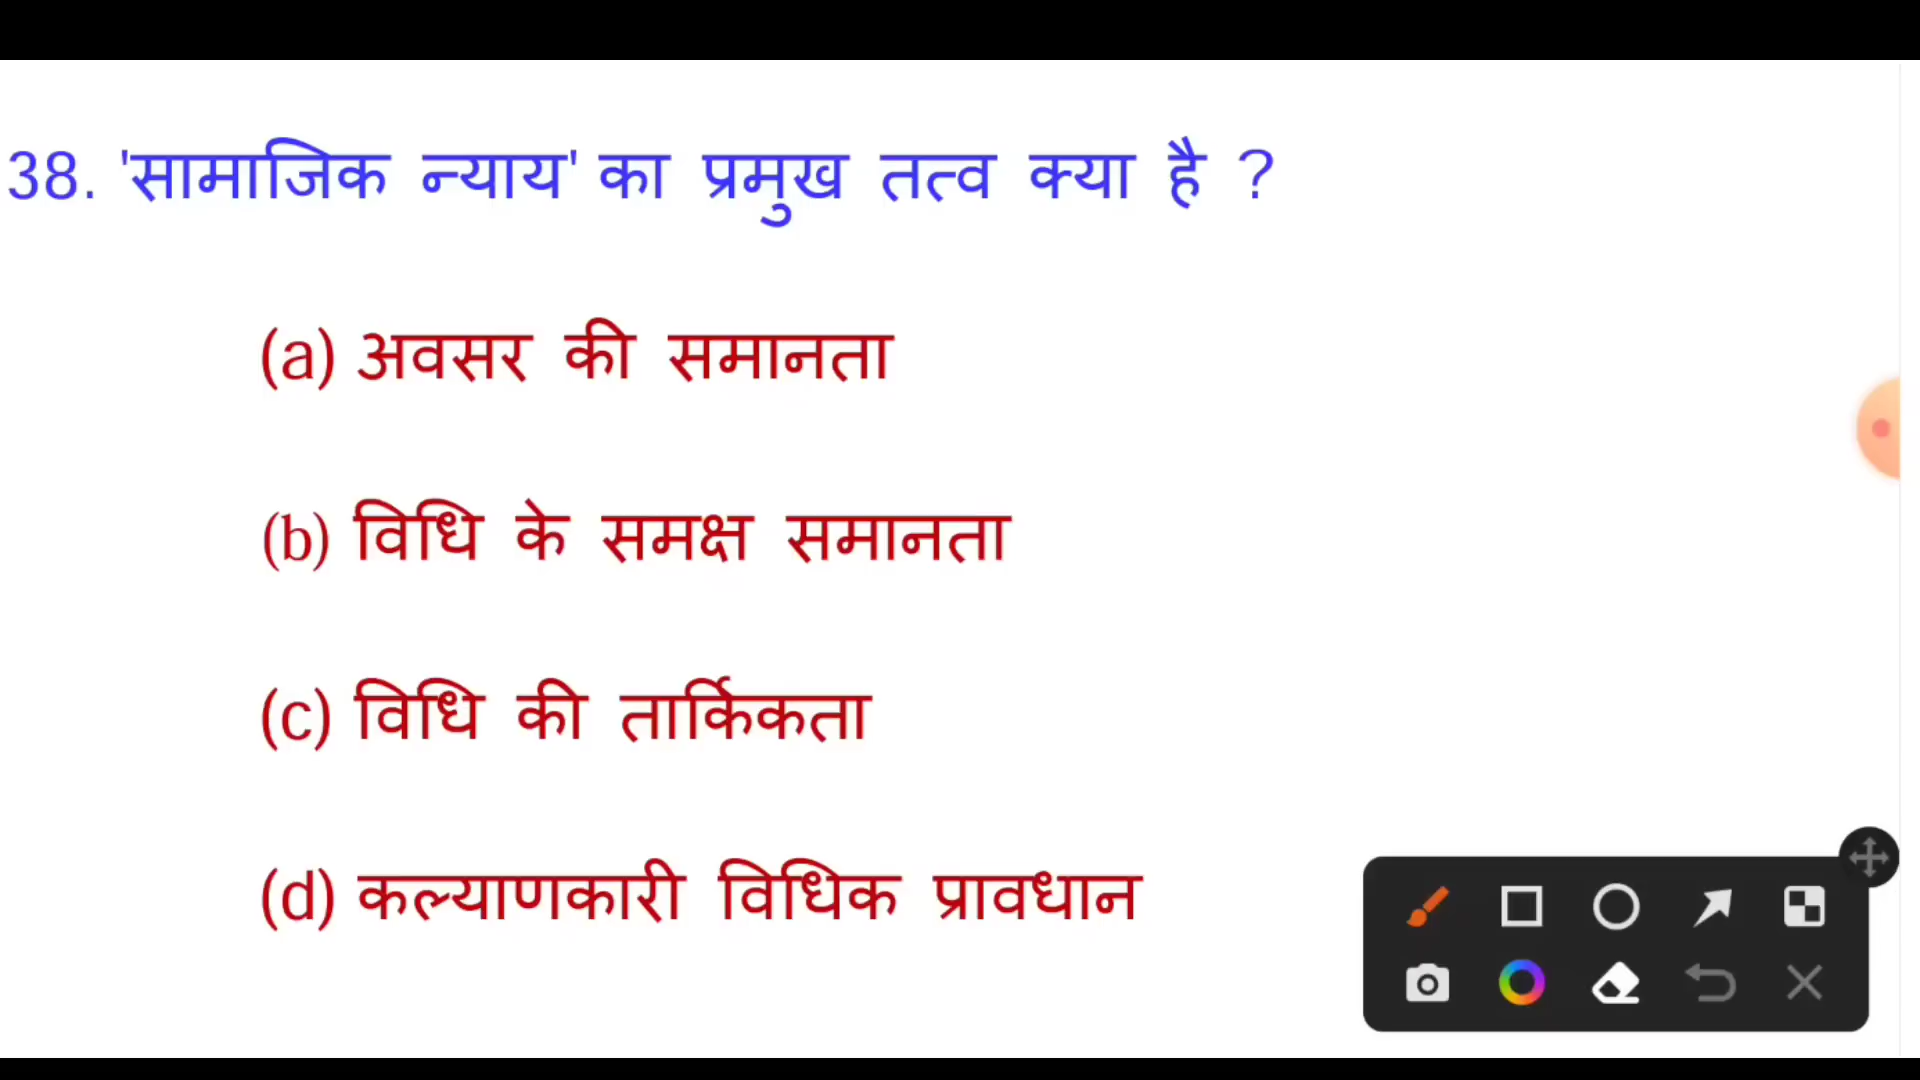 38. 'सामाजिक न्याय' का प्रमुख तत्व क्या है ?
(a) अवसर की समानता
(b) विधि के समक्ष समानता
(c) विधि की तार्किकता
(d) कल्याणकारी विधिक प्रावधान